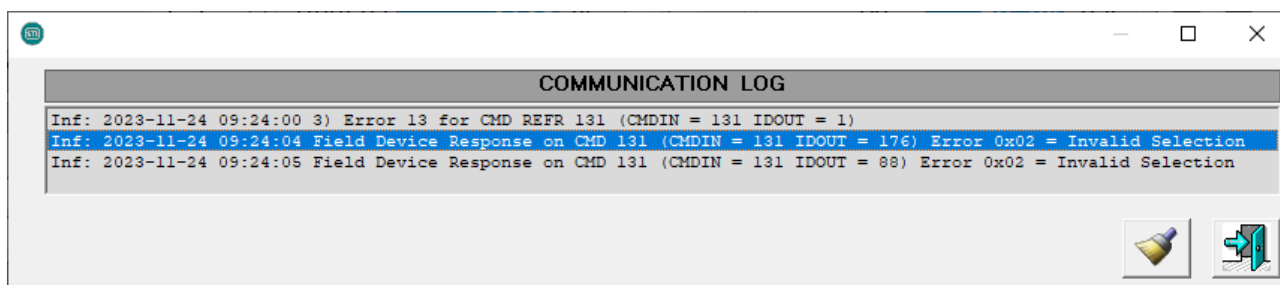 STI
COMMUNICATION LOG
Inf: 2023-11-24 09:24:00 3) Error 13 for CMD REFR 131 (CMDIN = 131 IDOUT = 1)
Inf: 2023-11-24 09:24:04 Field Device Response on CMD 131 (CMDIN = 131 IDOUT = 176) Error 0x02 = Invalid Selection
Inf: 2023-11-24 09:24:05 Field Device Response on CMD 131 (CMDIN = 131 IDOUT = 88) Error 0x02 = Invalid Selection